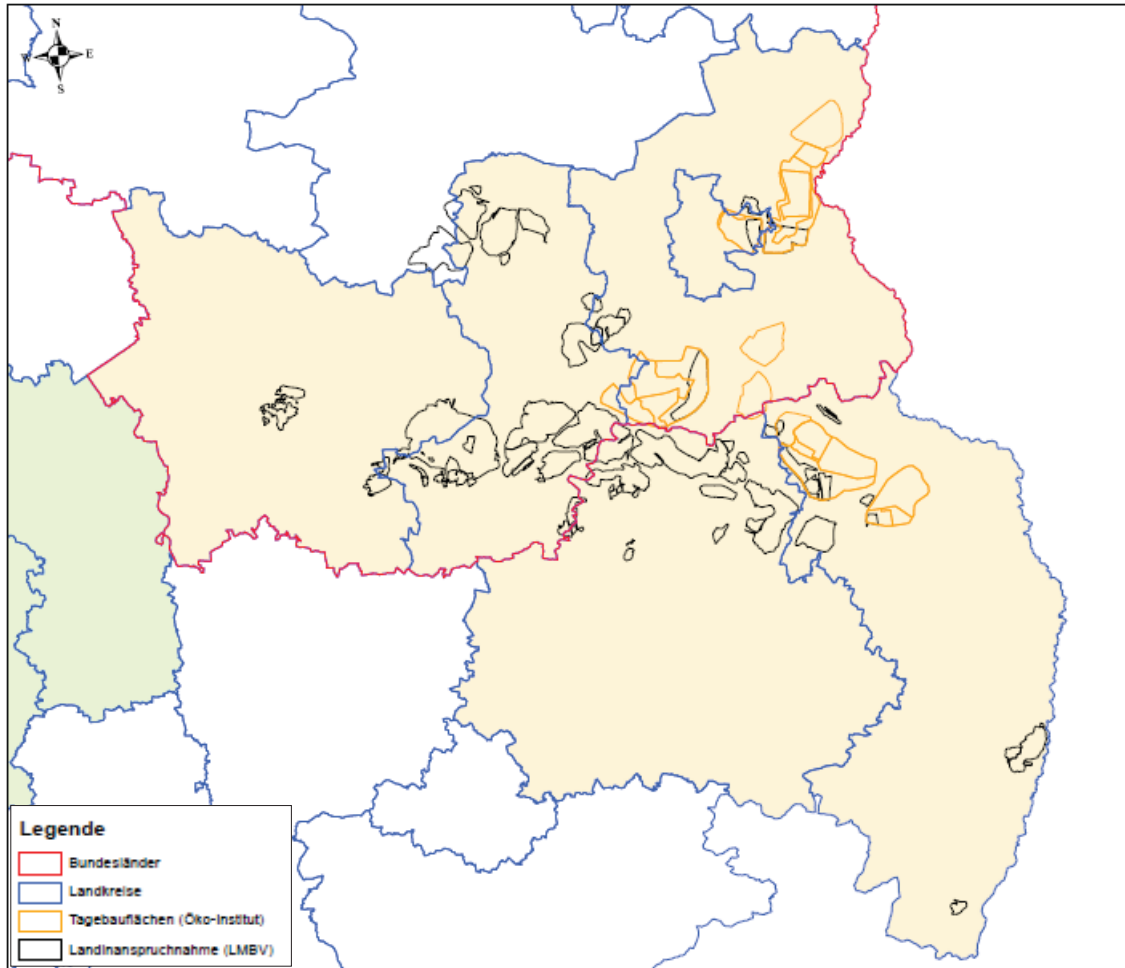 N
W E
S
Legende
Bundesländer
Landkreise
Tagebauflächen (Öko-Institut)
Landinanspruchnahme (LMBV)